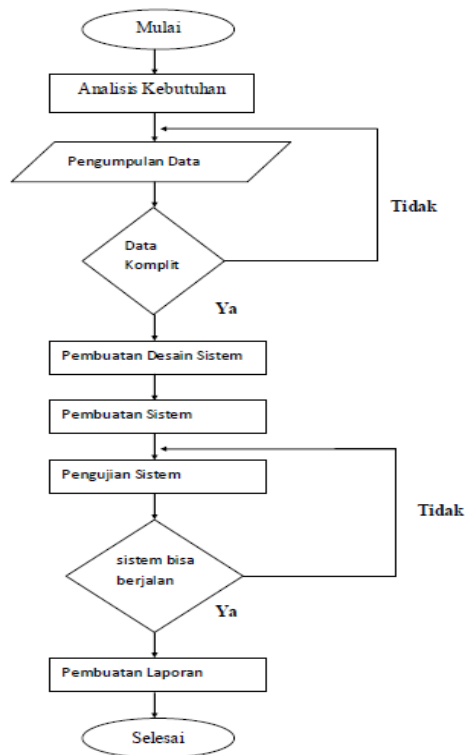 Mulai
Analisis Kebutuhan
Pengumpulan Data
Tidak
Data
Komplit
Ya
Pembuatan Desain Sistem
Pembuatan Sistem
Pengujian Sistem
Tidak
sistem bisa
berjalan
Ya
Pembuatan Laporan
Selesai